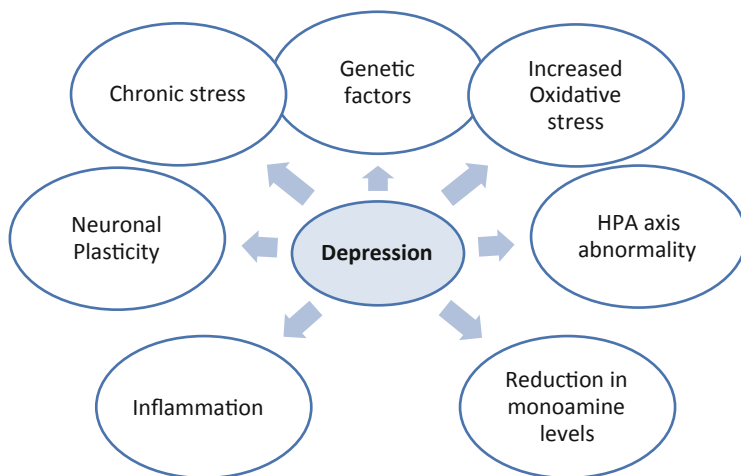 Chronic stress
Genetic
factors
Increased
Oxidative
stress
Neuronal
Plasticity
Depression
HPA axis
abnormality
Inflammation
Reduction in
monoamine
levels